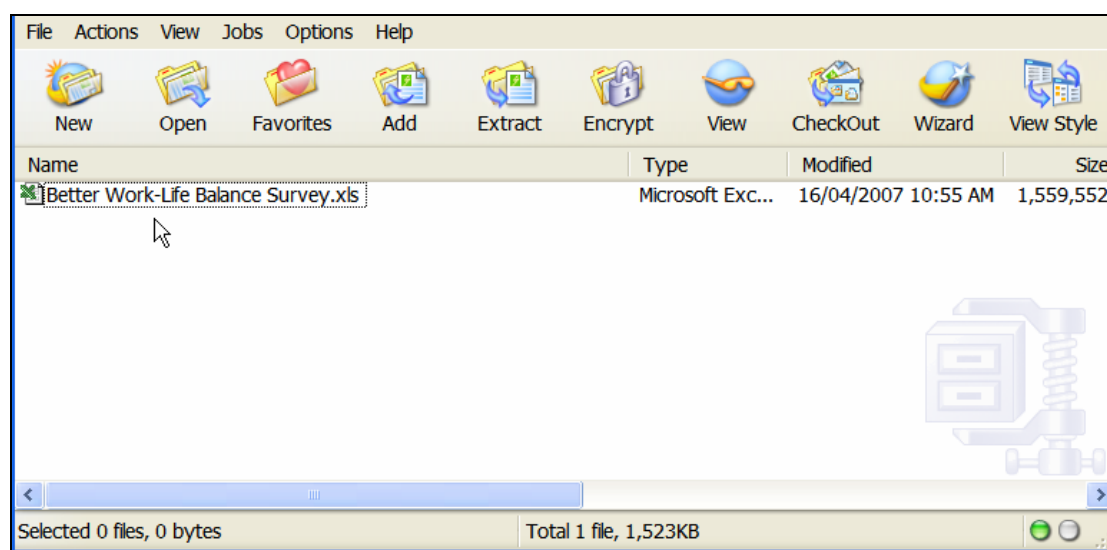 File Actions View Jobs Options Help
New Open Favorites Add Extract Encrypt View CheckOut Wizard View Style
Name Type Modified Size
Better Work-Life Balance Survey.xls Microsoft Exc... 16/04/2007 10:55 AM 1,559,552
Selected 0 files, 0 bytes Total 1 file, 1,523KB